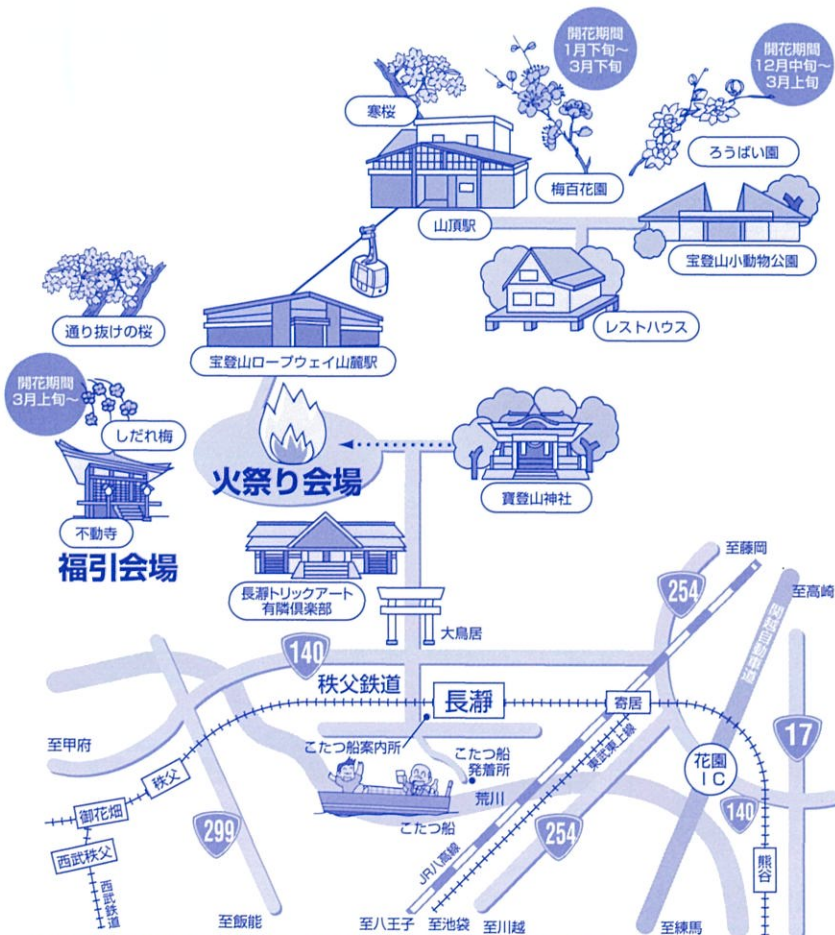 開花期間
1月下旬～
3月下旬
開花期間
12月中旬～
3月上旬
寒桜
梅百花園
ろうばい園
山頂駅
宝登山小動物公園
レストハウス
通り抜けの桜
宝登山ロープウェイ山麓駅
開花期間
3月上旬～
しだれ梅
火祭り会場
寶登山神社
不動寺
福引会場
長瀞トリックアート
有隣倶楽部
大鳥居
至藤岡
254
至高崎
関越自動車道
140
秩父鉄道
長瀞
寄居
17
至甲府
こたつ船案内所
こたつ船
発着所
東武東上線
花園
IC
秩父
荒川
御花畑
299
こたつ船
254
140
西武秩父
JR八高線
熊谷
西武鉄道
至飯能
至八王子
至池袋
至川越
至練馬